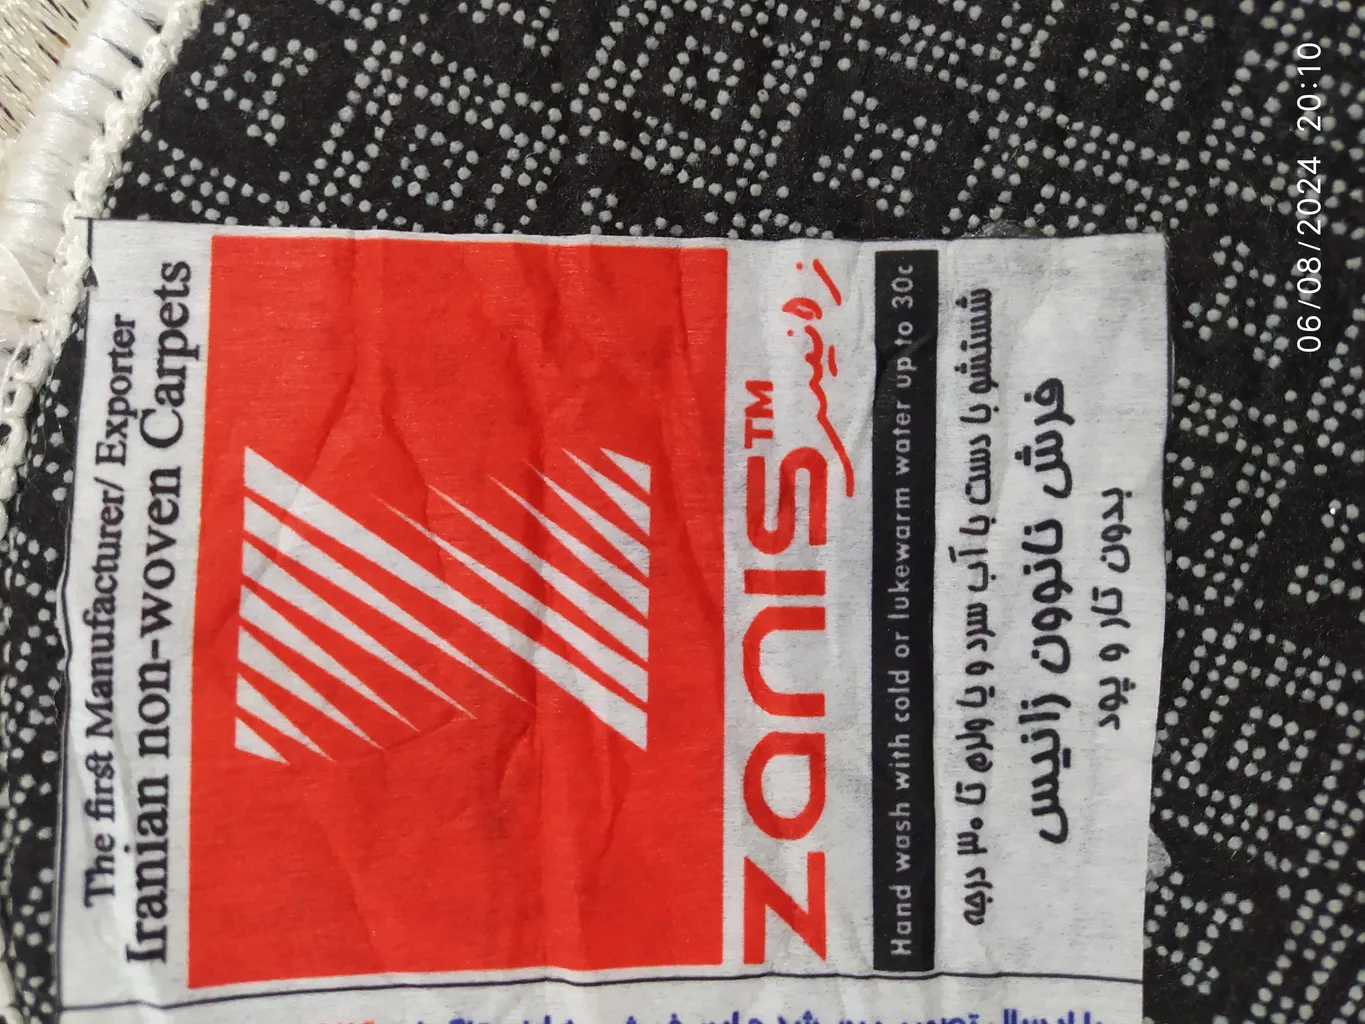 The first Manufacturer/ Exporter
Iranian non-woven Carpets
zanis™
زانیس
Hand wash with cold or lukewarm water up to 30c
شستشو با دست با آب سرد و یا ولرم تا ۳۰ درجه
فرش نانوون زانیس
بدون تار و پود
06/08/2024 20:10